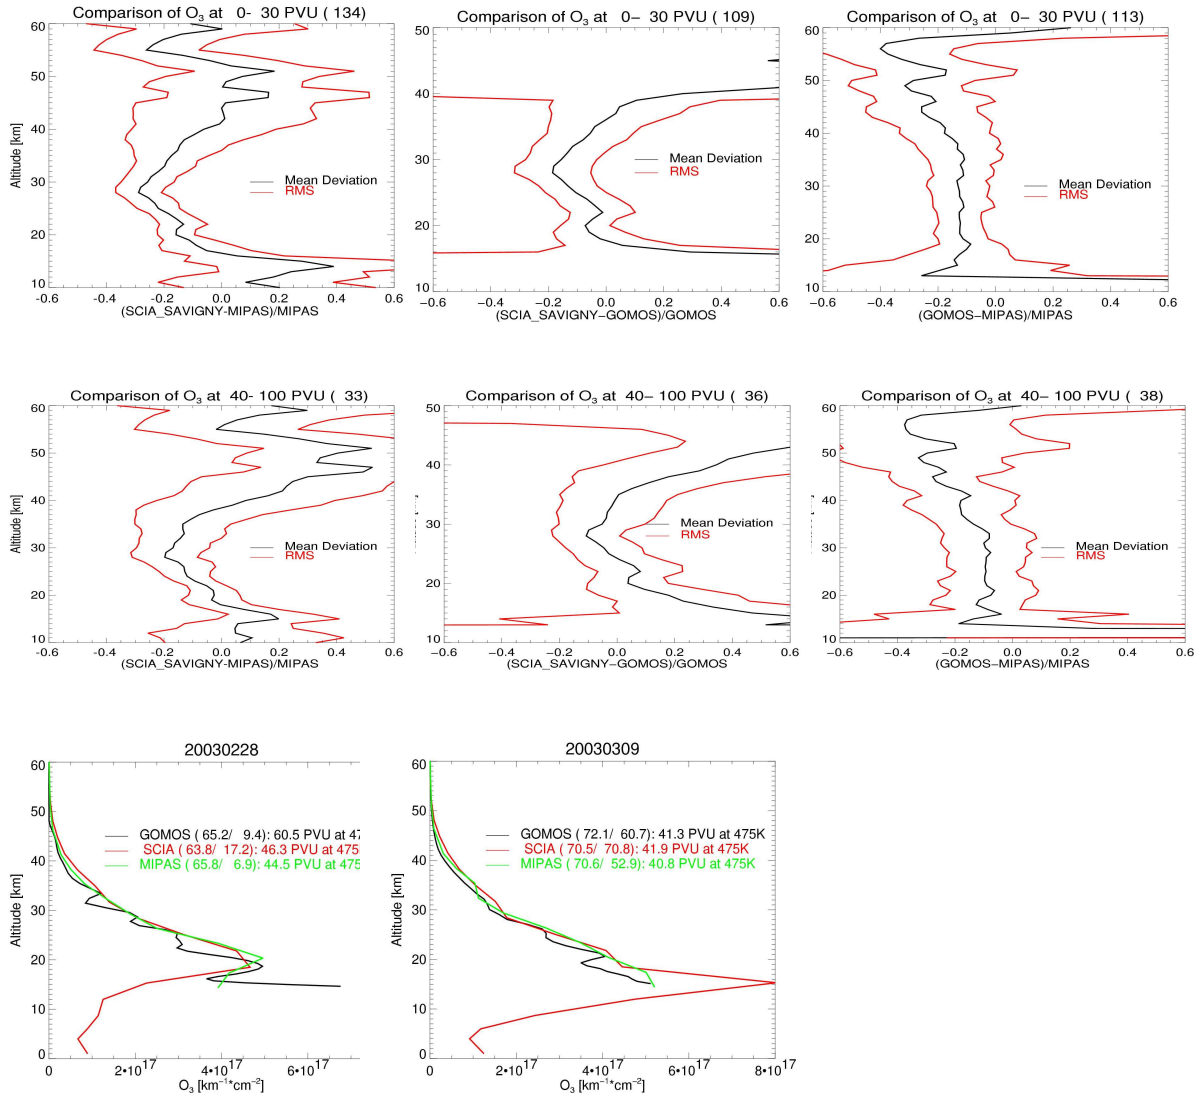 Comparison of O3 at 0- 30 PVU ( 134)
60
50
40
30
20
10
Altitude [km]
Mean Deviation
RMS
-0.6 -0.4 -0.2 0.0 0.2 0.4 0.6
(SCIA_SAVIGNY-MIPAS)/MIPAS
Comparison of O3 at 0– 30 PVU ( 109)
50
40
30
20
10
Mean Deviation
RMS
−0.6 −0.4 −0.2 0.0 0.2 0.4 0.6
(SCIA_SAVIGNY−GOMOS)/GOMOS
Comparison of O3 at 0– 30 PVU ( 113)
60
50
40
30
20
10
Mean Deviation
RMS
−0.6 −0.4 −0.2 0.0 0.2 0.4 0.6
(GOMOS−MIPAS)/MIPAS
Comparison of O3 at 40- 100 PVU ( 33)
60
50
40
30
20
10
Altitude [km]
Mean Deviation
RMS
-0.6 -0.4 -0.2 0.0 0.2 0.4 0.6
(SCIA_SAVIGNY-MIPAS)/MIPAS
Comparison of O3 at 40– 100 PVU ( 36)
50
40
30
20
10
Mean Deviation
RMS
−0.6 −0.4 −0.2 0.0 0.2 0.4 0.6
(SCIA_SAVIGNY−GOMOS)/GOMOS
Comparison of O3 at 40– 100 PVU ( 38)
60
50
40
30
20
10
Mean Deviation
RMS
−0.6 −0.4 −0.2 0.0 0.2 0.4 0.6
(GOMOS−MIPAS)/MIPAS
20030228
60
50
40
30
20
10
0
Altitude [km]
GOMOS ( 65.2/ 9.4): 60.5 PVU at 47
SCIA ( 63.8/ 17.2): 46.3 PVU at 475
MIPAS ( 65.8/ 6.9): 44.5 PVU at 475
0 2•10¹⁷ 4•10¹⁷ 6•10¹⁷
O3 [km⁻¹*cm⁻²]
20030309
60
50
40
30
20
10
0
Altitude [km]
GOMOS ( 72.1/ 60.7): 41.3 PVU at 475K
SCIA ( 70.5/ 70.8): 41.9 PVU at 475K
MIPAS ( 70.6/ 52.9): 40.8 PVU at 475K
0 2•10¹⁷ 4•10¹⁷ 6•10¹⁷ 8•10¹⁷
O3 [km⁻¹*cm⁻²]